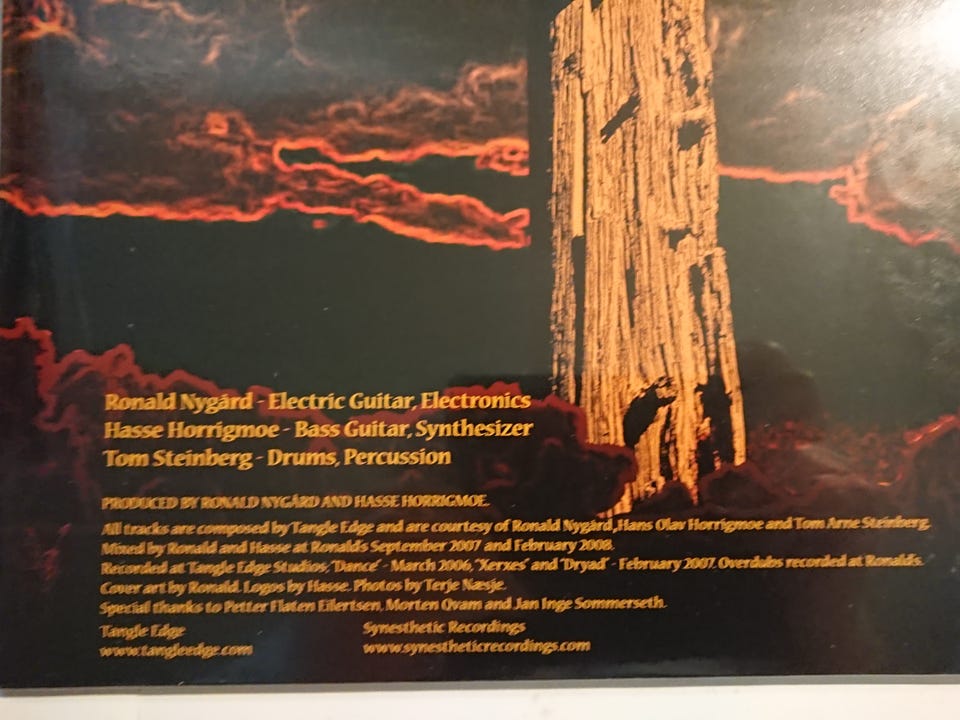 Ronald Nygård - Electric Guitar, Electronics
Hasse Horrigmoe - Bass Guitar, Synthesizer
Tom Steinberg - Drums, Percussion
PRODUCED BY RONALD NYGÅRD AND HASSE HORRIGMOE.
All tracks are composed by Tangle Edge and are courtesy of Ronald Nygård, Hans Olav Horrigmoe and Tom Arne Steinberg.
Mixed by Ronald and Hasse at Ronald's September 2007 and February 2008.
Recorded at Tangle Edge Studios; 'Dance' - March 2006, 'Xerxes' and 'Dryad' - February 2007. Overdubs recorded at Ronald's.
Cover art by Ronald. Logos by Hasse. Photos by Terje Næsje.
Special thanks to Petter Flaten Eilertsen, Morten Ovam and Jan Inge Sommerseth.
Tangle Edge Synesthetic Recordings
www.tangleedge.com www.synestheticrecordings.com